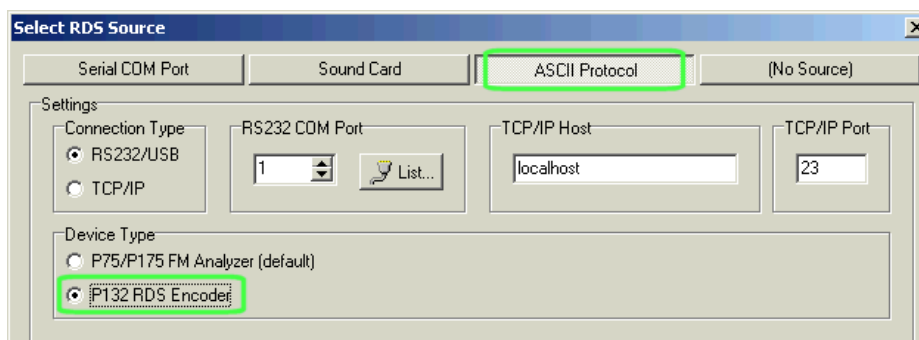 Select RDS Source
Serial COM Port Sound Card ASCII Protocol (No Source)
Settings
Connection Type RS232 COM Port TCP/IP Host TCP/IP Port
RS232/USB 1 List... localhost 23
TCP/IP
Device Type
P75/P175 FM Analyzer (default)
P132 RDS Encoder